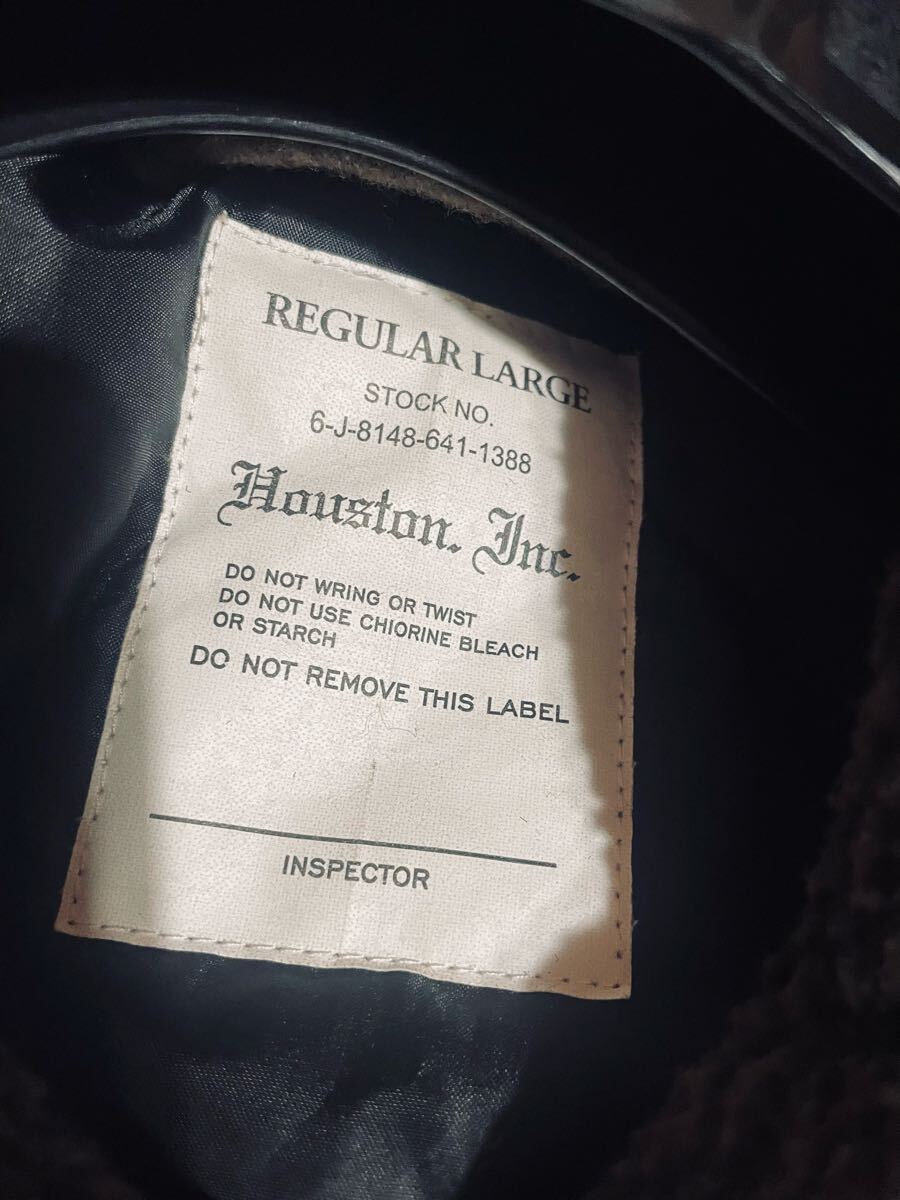 REGULAR LARGE
STOCK NO.
6-J-8148-641-1388
Houston. Inc.
DO NOT WRING OR TWIST
DO NOT USE CHIORINE BLEACH
OR STARCH
DO NOT REMOVE THIS LABEL
INSPECTOR